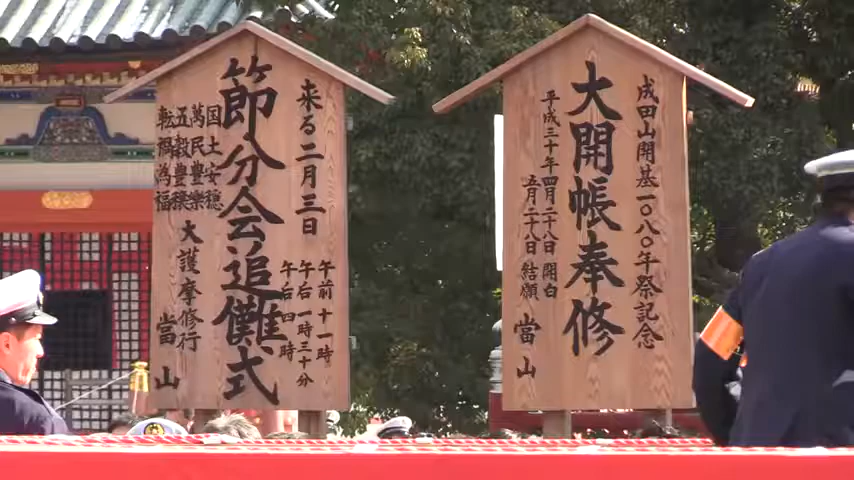 成田山開基一〇八〇年祭記念
大開帳奉修
平成三十年四月二十八日 開白
五月二十八日 結願
當山
来る二月三日
午前十一時
午后一時三十分
午后四時
節分会追儺式
国土安穏
萬民豊樂
五穀豊穣
転禍為福
大護摩修行
當山